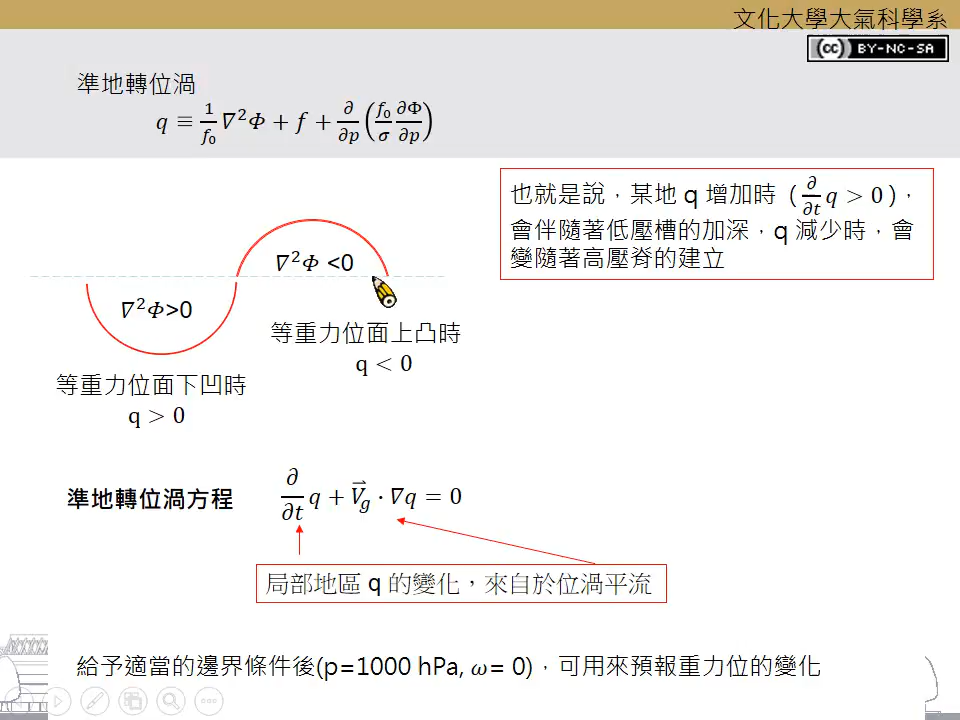 文化大學大氣科學系
(cc) BY-NC-SA
準地轉位渦
q ≡ 1/f₀ ∇²Φ + f + ∂/∂p (f₀/σ ∂Φ/∂p)
也就是說，某地 q 增加時（∂/∂t q > 0），
會伴隨著低壓槽的加深，q 減少時，會
變隨著高壓脊的建立
∇²Φ <0
∇²Φ>0
等重力位面上凸時
q < 0
等重力位面下凹時
q > 0
準地轉位渦方程 ∂/∂t q + V⃗g · ∇q = 0
局部地區 q 的變化，來自於位渦平流
給予適當的邊界條件後(p=1000 hPa, ω= 0)，可用來預報重力位的變化